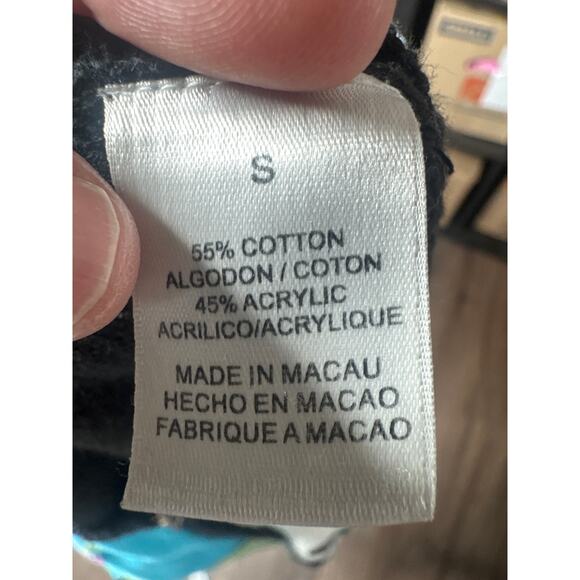 S
55% COTTON
ALGODON / COTON
45% ACRYLIC
ACRILICO/ACRYLIQUE
MADE IN MACAU
HECHO EN MACAO
FABRIQUE A MACAO